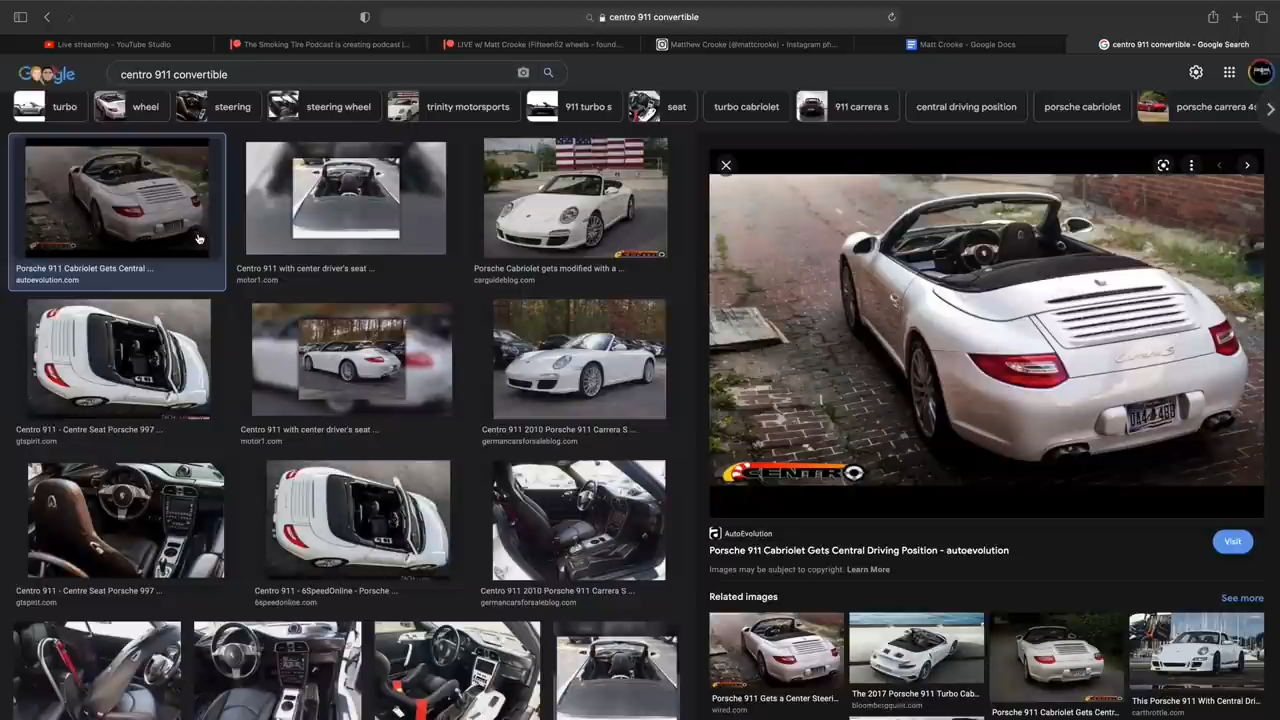 centro 911 convertible
Live streaming - YouTube Studio
The Smoking Tire Podcast is creating podcast |...
LIVE w/ Matt Crooke (Fifteen52 wheels - found...
Matthew Crooke (@mattcrooke) - Instagram ph...
Matt Crooke - Google Docs
centro 911 convertible - Google Search
centro 911 convertible
turbo
wheel
steering
steering wheel
trinity motorsports
911 turbo s
seat
turbo cabriolet
911 carrera s
central driving position
porsche cabriolet
porsche carrera 4s
Porsche 911 Cabriolet Gets Central ...
autoevolution.com
Centro 911 with center driver's seat ...
motor1.com
Porsche Cabriolet gets modified with a ...
carguideblog.com
Centro 911 - Centre Seat Porsche 997 ...
gtspirit.com
Centro 911 with center driver's seat ...
motor1.com
Centro 911 2010 Porsche 911 Carrera S ...
germancarsforsaleblog.com
Centro 911 - Centre Seat Porsche 997 ...
gtspirit.com
Centro 911 - 6SpeedOnline - Porsche ...
6speedonline.com
Centro 911 2010 Porsche 911 Carrera S ...
germancarsforsaleblog.com
Carrera S
CENTRO
AutoEvolution
Porsche 911 Cabriolet Gets Central Driving Position - autoevolution
Visit
Images may be subject to copyright. Learn More
Related images
See more
Porsche 911 Gets a Center Steeri...
wired.com
The 2017 Porsche 911 Turbo Cab...
bloombergquint.com
Porsche 911 Cabriolet Gets Centr...
This Porsche 911 With Central Dri...
carthrottle.com